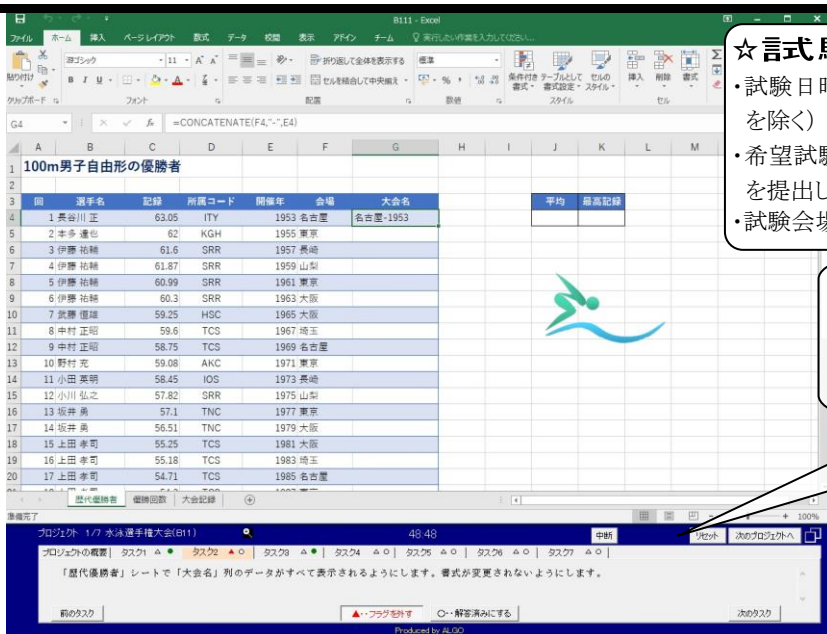 B111 - Excel
ファイル ホーム 挿入 ページレイアウト 数式 データ 校閲 表示 アドイン チーム 実行したい作業を入力してください...
貼り付け
游ゴシック 11
折り返して全体を表示する
セルを結合して中央揃え
標準
条件付き書式 テーブルとして書式設定 セルのスタイル
挿入 削除 書式
クリップボード フォント 配置 数値 スタイル セル
G4 =CONCATENATE(F4,"-",E4)
A B C D E F G H I J K L M
1 100m男子自由形の優勝者
2
3 回 選手名 記録 所属コード 開催年 会場 大会名 平均 最高記録
4 1 長谷川 正 63.05 ITY 1953 名古屋 名古屋-1953
5 2 本多 達也 62 KGH 1955 東京
6 3 伊藤 祐輔 61.6 SRR 1957 長崎
7 4 伊藤 祐輔 61.87 SRR 1959 山梨
8 5 伊藤 祐輔 60.99 SRR 1961 東京
9 6 伊藤 祐輔 60.3 SRR 1963 大阪
10 7 武藤 恒雄 59.25 HSC 1965 大阪
11 8 中村 正昭 59.6 TCS 1967 埼玉
12 9 中村 正昭 58.75 TCS 1969 名古屋
13 10 野村 充 59.08 AKC 1971 東京
14 11 小田 英明 58.45 IOS 1973 長崎
15 12 小川 弘之 57.82 SRR 1975 山梨
16 13 坂井 勇 57.1 TNC 1977 東京
17 14 坂井 勇 56.51 TNC 1979 大阪
18 15 上田 孝司 55.25 TCS 1981 大阪
19 16 上田 孝司 55.18 TCS 1983 埼玉
20 17 上田 孝司 54.71 TCS 1985 名古屋
歴代優勝者 優勝回数 大会記録
準備完了 100%
プロジェクト 1/7 水泳選手権大会(B11) 48:48 中断 リセット 次のプロジェクトへ
プロジェクトの概要 タスク1 タスク2 タスク3 タスク4 タスク5 タスク6 タスク7
「歴代優勝者」シートで「大会名」列のデータがすべて表示されるようにします。書式が変更されないようにします。
前のタスク ▲・・フラグを外す ○・・解答済みにする 次のタスク
Produced by ALGO
・試験日
を除く)
・希望試
を提出し
・試験会